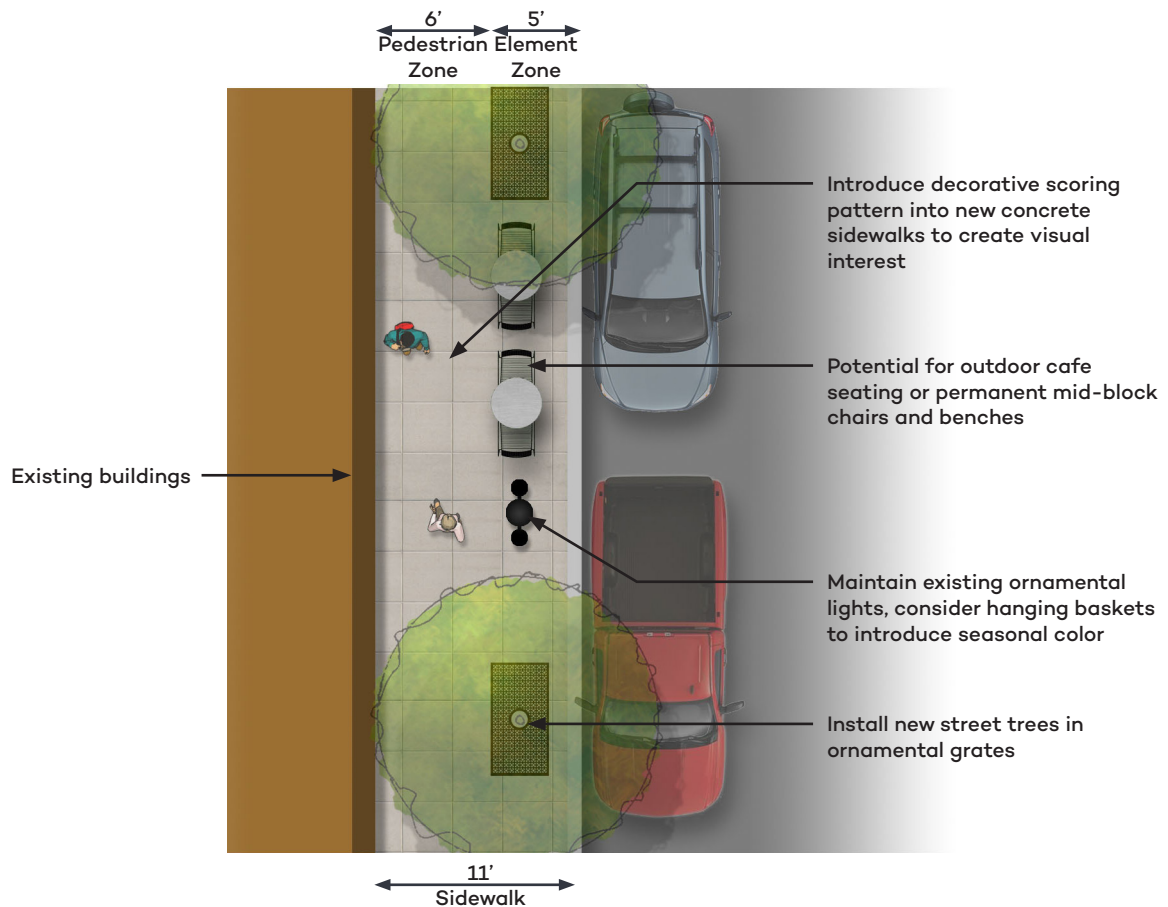 6’
Pedestrian
Zone
5’
Element
Zone
Introduce decorative scoring
pattern into new concrete
sidewalks to create visual
interest
Potential for outdoor cafe
seating or permanent mid-block
chairs and benches
Existing buildings
Maintain existing ornamental
lights, consider hanging baskets
to introduce seasonal color
Install new street trees in
ornamental grates
11’
Sidewalk